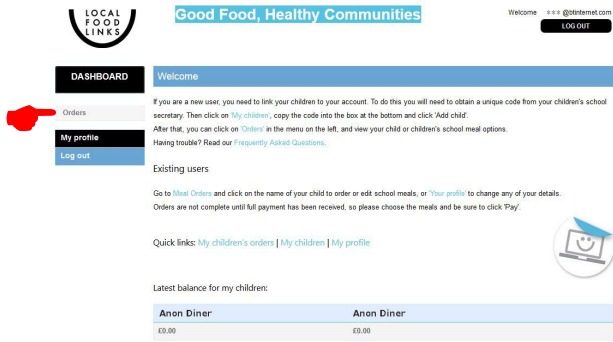 LOCAL
FOOD
LINKS
Good Food, Healthy Communities
Welcome *** @btinternet.com
LOG OUT
DASHBOARD
Orders
My profile
Log out
Welcome
If you are a new user, you need to link your children to your account. To do this you will need to obtain a unique code from your children's school
secretary. Then click on 'My children', copy the code into the box at the bottom and click 'Add child'.
After that, you can click on 'Orders' in the menu on the left, and view your child or children's school meal options.
Having trouble? Read our Frequently Asked Questions.
Existing users
Go to Meal Orders and click on the name of your child to order or edit school meals, or 'Your profile' to change any of your details.
Orders are not complete until full payment has been received, so please choose the meals and be sure to click 'Pay'.
Quick links: My children's orders | My children | My profile
Latest balance for my children:
Anon Diner Anon Diner
£0.00 £0.00